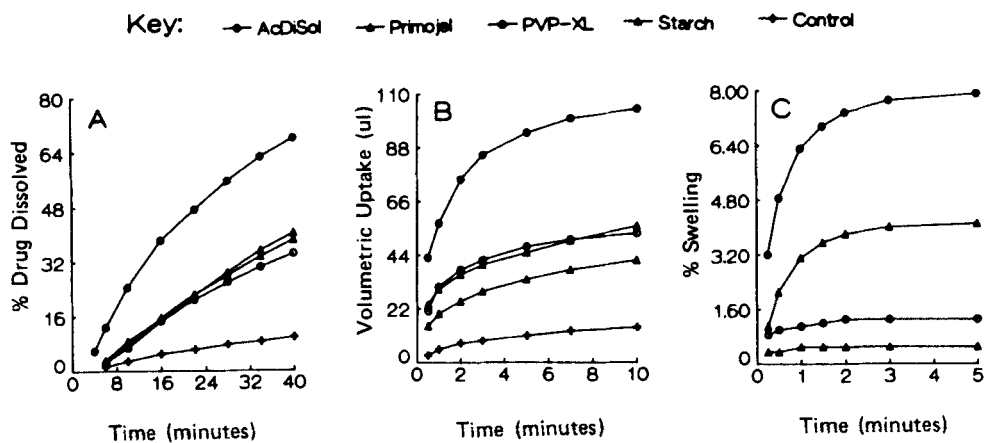 Key: AcDiSol Primojel PVP-XL Starch Control
A
% Drug Dissolved
80
64
48
32
16
0
0 8 16 24 32 40
Time (minutes)
B
Volumetric Uptake (ul)
110
88
66
44
22
0
0 2 4 6 8 10
Time (minutes)
C
% Swelling
8.00
6.40
4.80
3.20
1.60
0
0 1 2 3 4 5
Time (minutes)